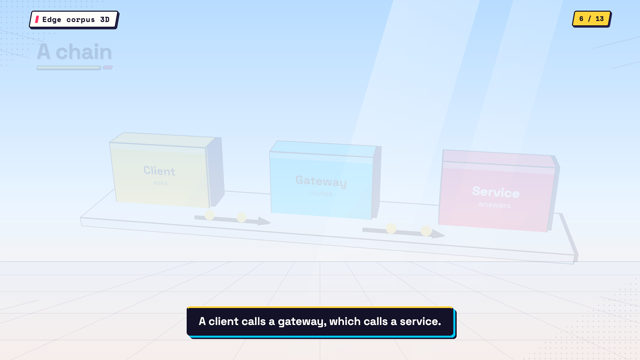 Edge corpus 3D
6 / 13
A chain
Client
Gateway
Service
A client calls a gateway, which calls a service.